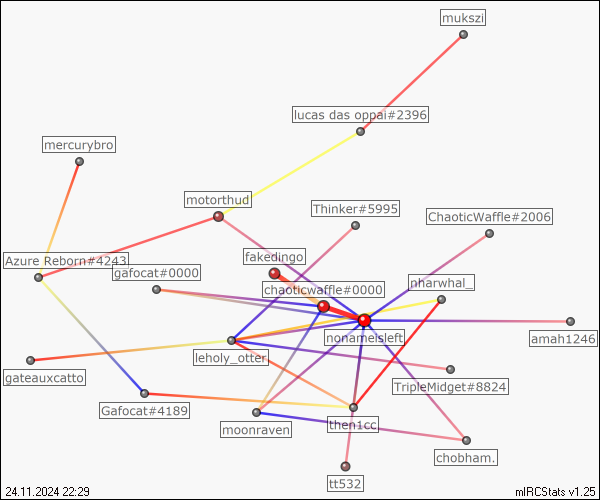 mukszi
lucas das oppai#2396
mercurybro
motorthud
Thinker#5995
ChaoticWaffle#2006
fakedingo
Azure Reborn#4243
gafocat#0000
nharwhal_
chaoticwaffle#0000
nonameisleft
amah1246
leholy_otter
gateauxcatto
TripleMidget#8824
Gafocat#4189
then1cc
moonraven
chobham.
tt532
24.11.2024 22:29
mIRCStats v1.25